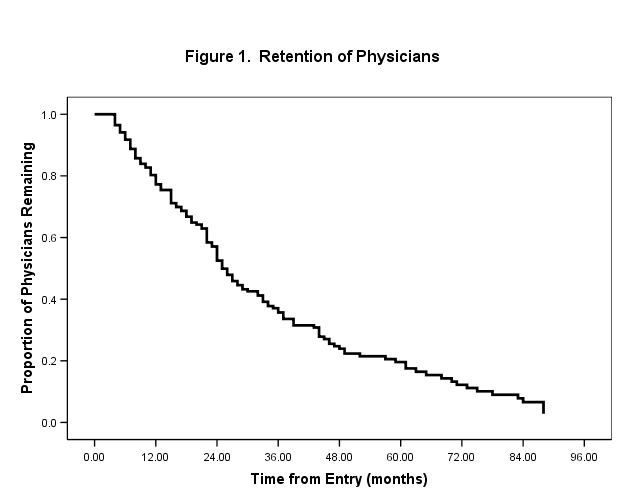 Figure 1.  Retention of Physicians
Proportion of Physicians Remaining
1.0
0.8
0.6
0.4
0.2
0.0
0.00 12.00 24.00 36.00 48.00 60.00 72.00 84.00 96.00
Time from Entry (months)